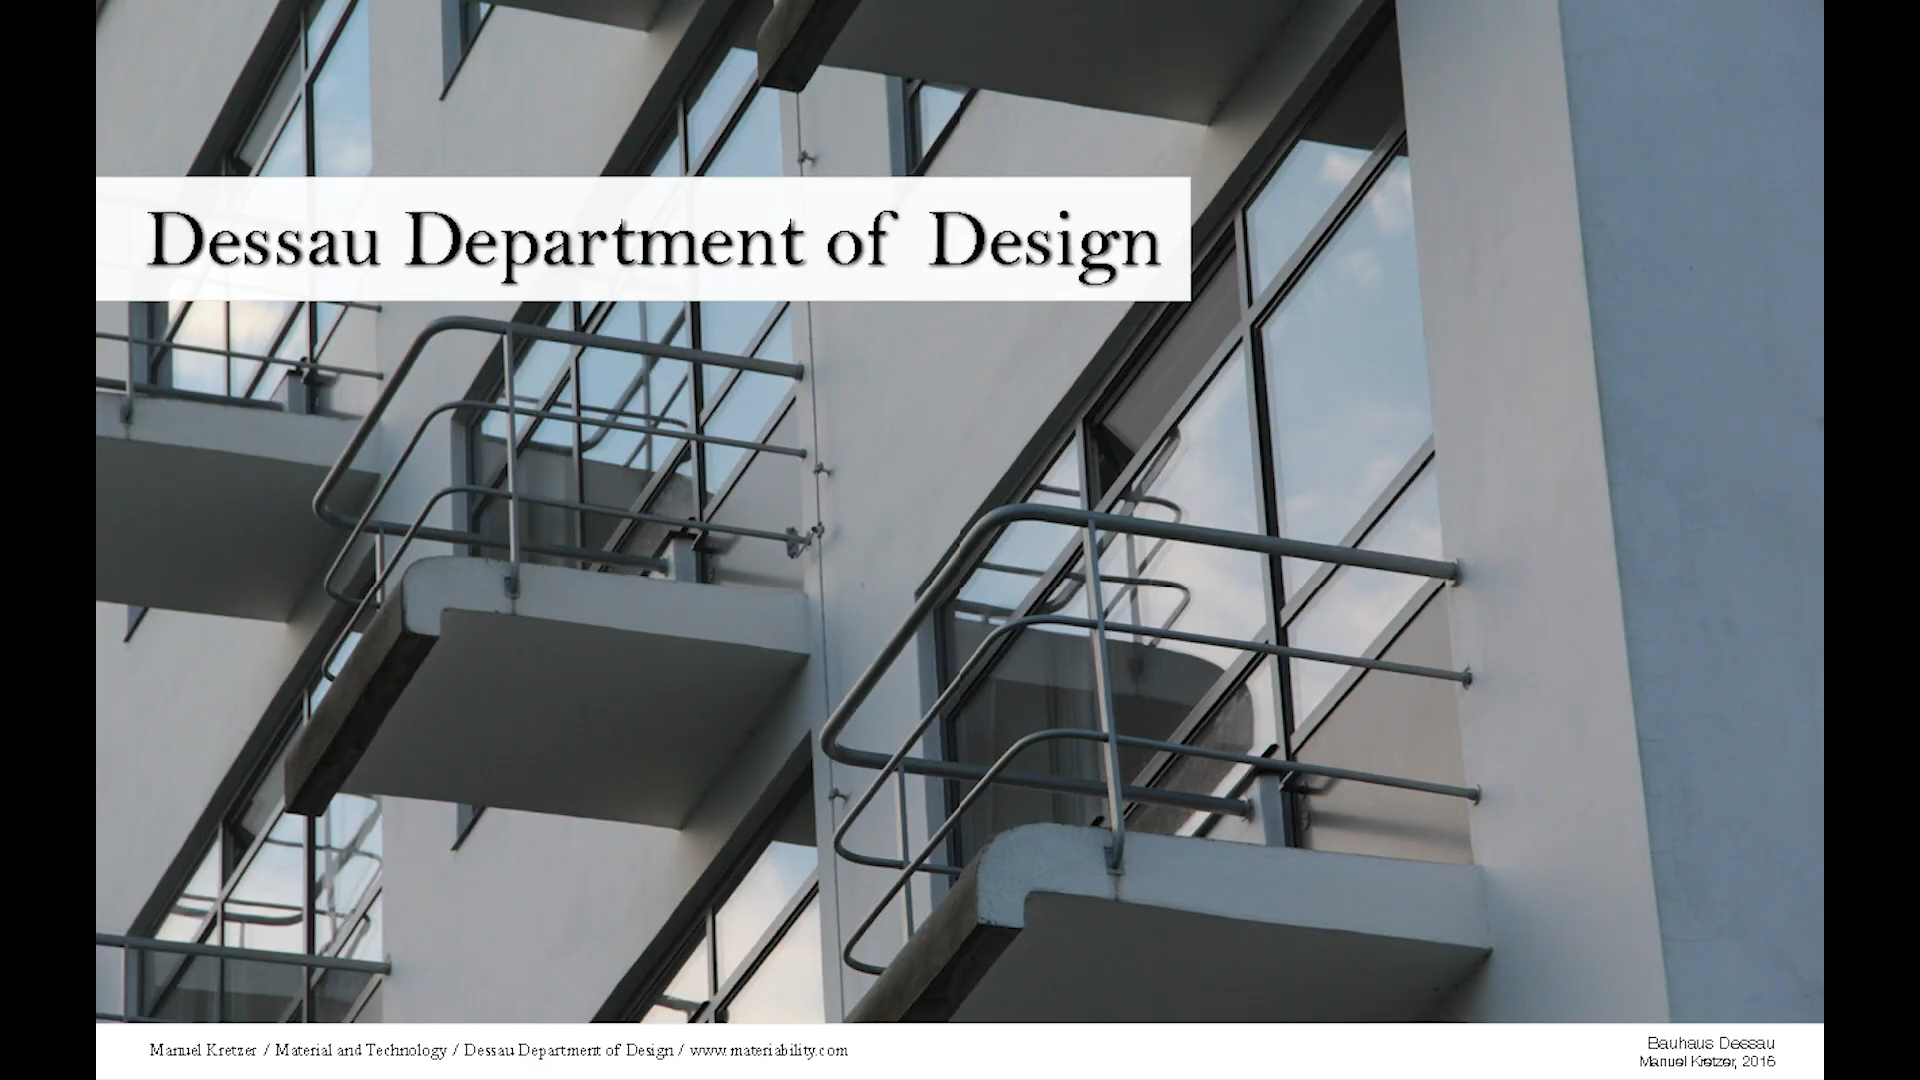 Dessau Department of Design
Manuel Kretzer / Material and Technology / Dessau Department of Design / www.materiability.com
Bauhaus Dessau
Manuel Kretzer, 2016